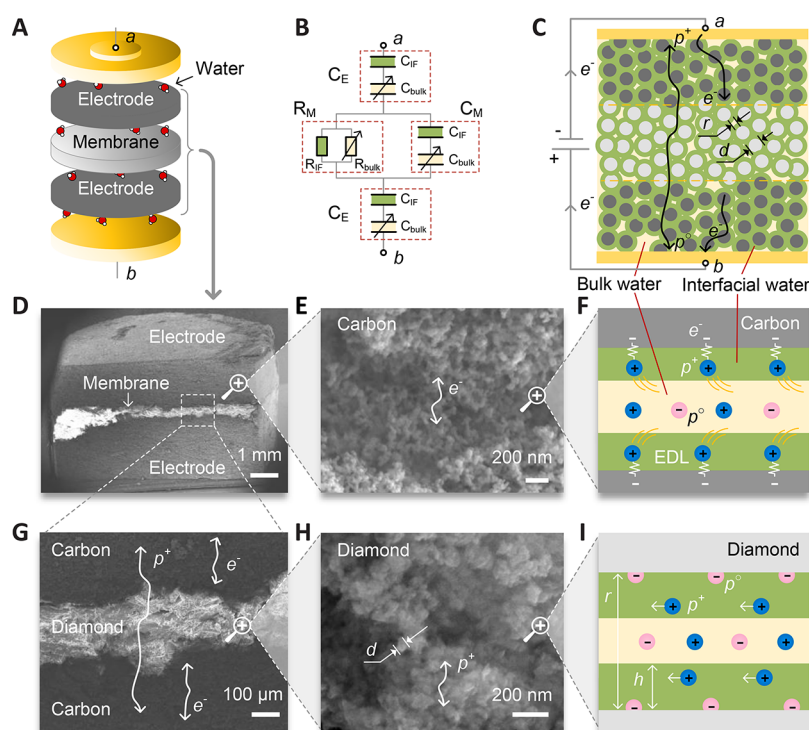 A
a
Water
Electrode
Membrane
Electrode
b
B
a
C_E
C_IF
C_bulk
R_M
C_M
R_IF
R_bulk
C_IF
C_bulk
C_E
C_IF
C_bulk
b
C
a
p⁺
e⁻
e⁻
e⁻
r
d
-
+
e⁻
e⁻
p°
b
Bulk water
Interfacial water
D
Electrode
Membrane
Electrode
1 mm
E
Carbon
e⁻
200 nm
F
Carbon
e⁻
- - -
p⁺
+ + +
+ - + -
p°
+ + +
EDL
- - -
G
Carbon
p⁺
e⁻
Diamond
e⁻
Carbon
100 µm
H
Diamond
d
p⁺
200 nm
I
Diamond
- - -
p°
r
p⁺
+ +
- + - +
h
+ +
- - -